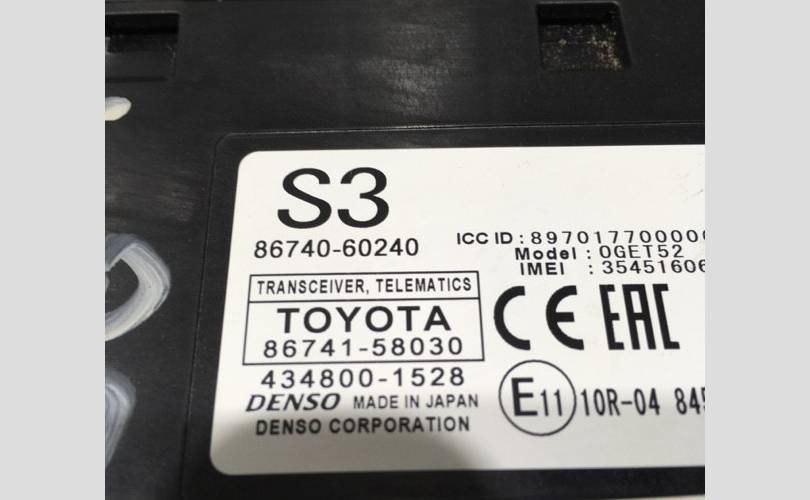 S3
86740-60240
ICC ID : 897017700000
Model : 0GET52
IMEI : 35451606
TRANSCEIVER, TELEMATICS
TOYOTA
86741-58030
CE EAC
434800-1528
DENSO MADE IN JAPAN
E11 10R-04 845
DENSO CORPORATION